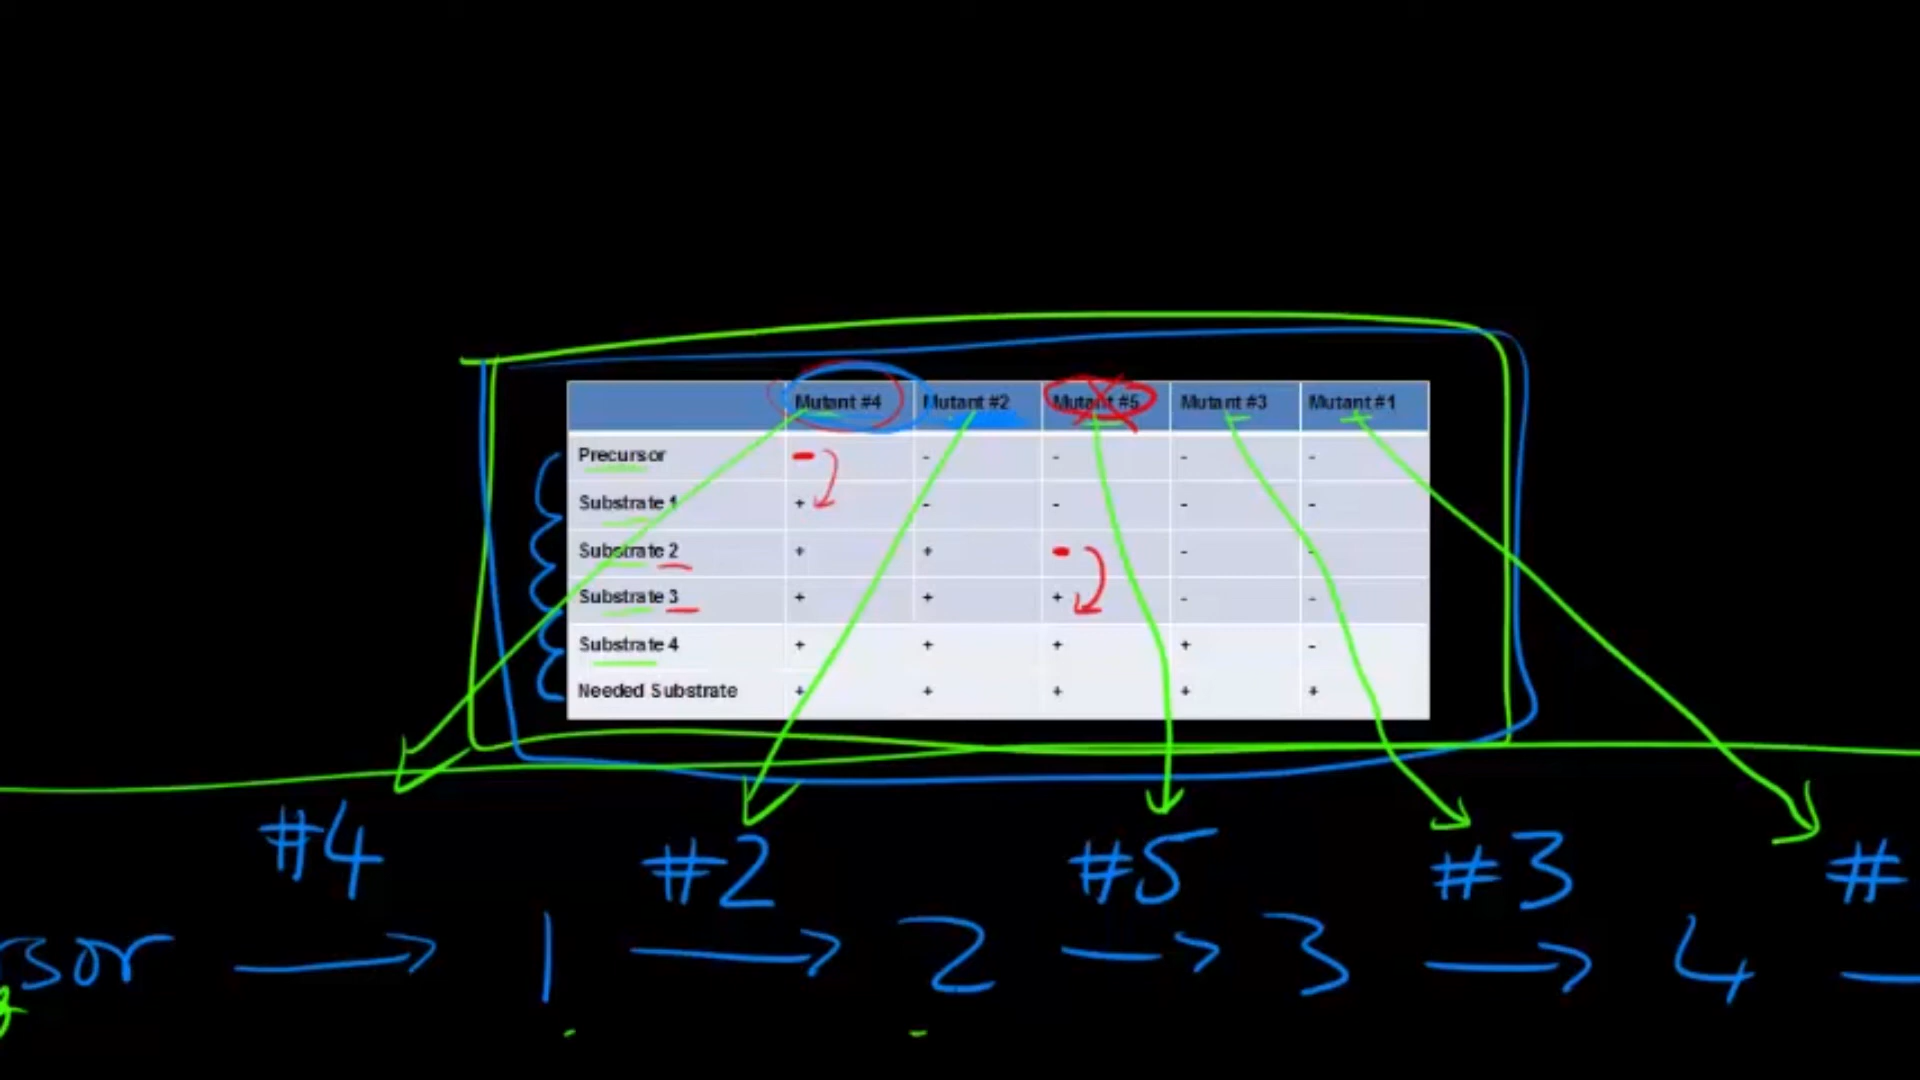 Mutant #4 Mutant #2 Mutant #5 Mutant #3 Mutant #1
Precursor - - - - -
Substrate 1 + - - - -
Substrate 2 + + - - -
Substrate 3 + + + - -
Substrate 4 + + + + -
Needed Substrate + + + + +
#4 #2 #5 #3 #
sor → 1 → 2 → 3 → 4